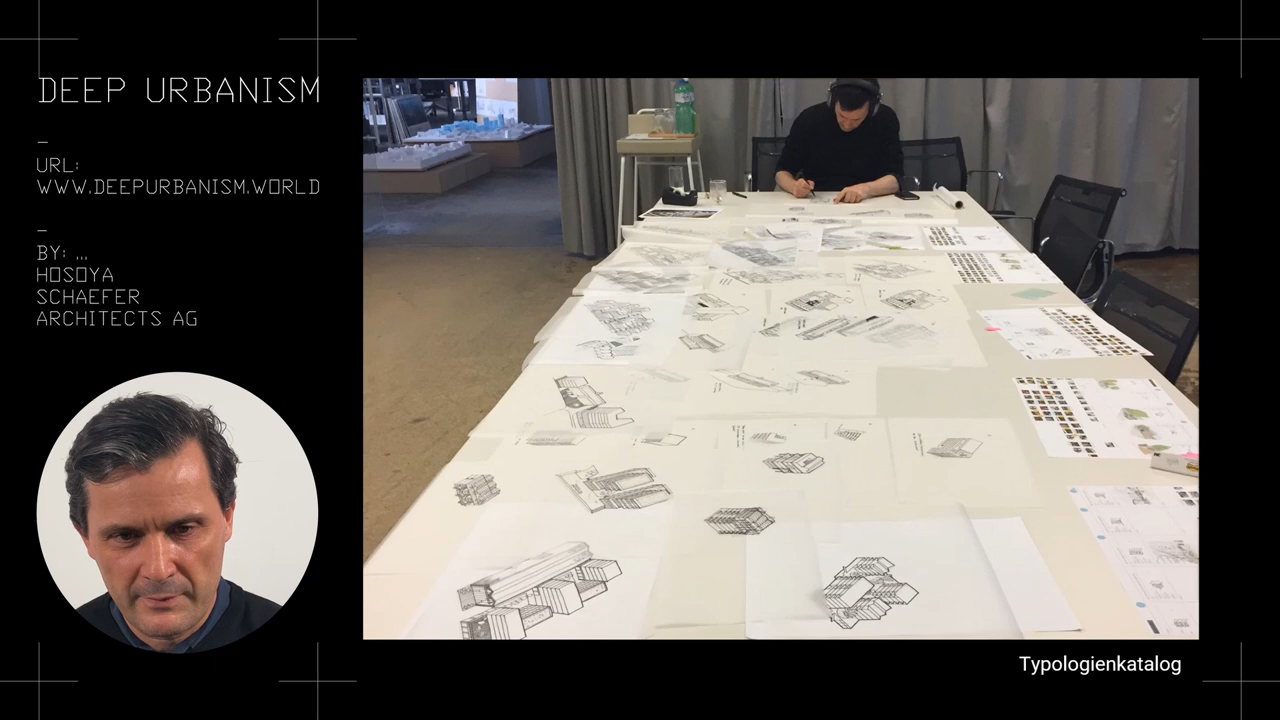 DEEP URBANISM
–
URL:
WWW.DEEPURBANISM.WORLD
–
BY: ...
HOSOYA
SCHAEFER
ARCHITECTS AG
Typologienkatalog